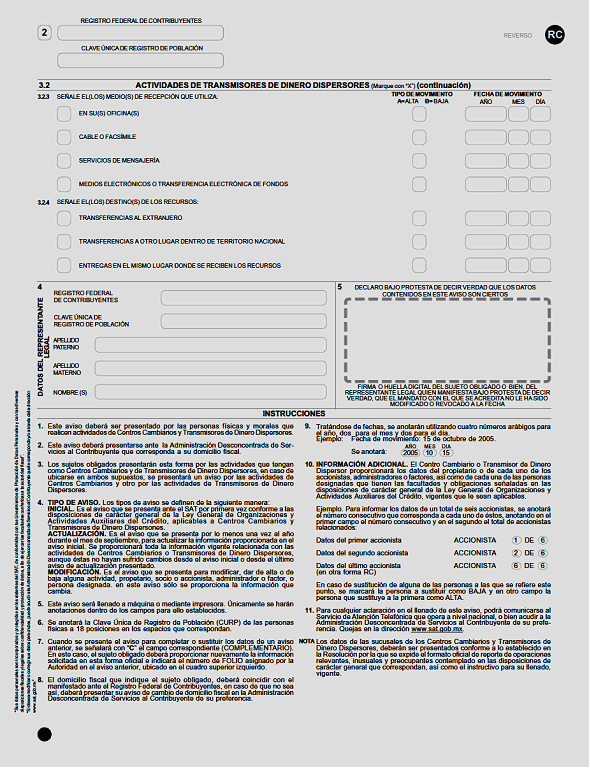 REGISTRO FEDERAL DE CONTRIBUYENTES
2
CLAVE ÚNICA DE REGISTRO DE POBLACIÓN
REVERSO
RC
3.2 ACTIVIDADES DE TRANSMISORES DE DINERO DISPERSORES (Marque con "X") (continuación)
3.2.3 SEÑALE EL(LOS) MEDIO(S) DE RECEPCIÓN QUE UTILIZA:
TIPO DE MOVIMIENTO
A=ALTA B= BAJA
FECHA DE MOVIMIENTO
AÑO MES DÍA
EN SU(S) OFICINA(S)
CABLE O FACSÍMILE
SERVICIOS DE MENSAJERÍA
MEDIOS ELECTRÓNICOS O TRANSFERENCIA ELECTRÓNICA DE FONDOS
3.2.4 SEÑALE EL(LOS) DESTINO(S) DE LOS RECURSOS:
TRANSFERENCIAS AL EXTRANJERO
TRANSFERENCIAS A OTRO LUGAR DENTRO DE TERRITORIO NACIONAL
ENTREGAS EN EL MISMO LUGAR DONDE SE RECIBEN LOS RECURSOS
4
DATOS DEL REPRESENTANTE
LEGAL
REGISTRO FEDERAL
DE CONTRIBUYENTES
CLAVE ÚNICA DE
REGISTRO DE POBLACIÓN
APELLIDO
PATERNO
APELLIDO
MATERNO
NOMBRE (S)
5 DECLARO BAJO PROTESTA DE DECIR VERDAD QUE LOS DATOS
CONTENIDOS EN ESTE AVISO SON CIERTOS
FIRMA O HUELLA DIGITAL DEL SUJETO OBLIGADO O BIEN, DEL
REPRESENTANTE LEGAL QUIEN MANIFIESTA BAJO PROTESTA DE DECIR
VERDAD, QUE EL MANDATO CON EL QUE SE ACREDITA NO LE HA SIDO
MODIFICADO O REVOCADO A LA FECHA
INSTRUCCIONES
1. Este aviso deberá ser presentado por las personas físicas y morales que
realicen actividades de Centros Cambiarios y Transmisores de Dinero Dispersores.
2. Este aviso deberá presentarse ante la Administración Desconcentrada de Ser-
vicios al Contribuyente que corresponda a su domicilio fiscal.
3. Los sujetos obligados presentarán esta forma por las actividades que tengan
como Centros Cambiarios y de Transmisores de Dinero Dispersores, en caso de
ubicarse en ambos supuestos, se presentará un aviso por las actividades de
Centros Cambiarios y otro por las actividades de Transmisores de Dinero
Dispersores.
4. TIPO DE AVISO. Los tipos de aviso se definen de la siguiente manera:
INICIAL. Es el aviso que se presenta ante el SAT por primera vez conforme a las
disposiciones de carácter general de la Ley General de Organizaciones y
Actividades Auxiliares del Crédito, aplicables a Centros Cambiarios y
Transmisores de Dinero Dispersores.
ACTUALIZACIÓN. Es el aviso que se presenta por lo menos una vez al año
durante el mes de septiembre, para actualizar la información proporcionada en el
aviso inicial. Se proporcionará toda la información vigente relacionada con las
actividades de Centros Cambiarios o Transmisores de Dinero Dispersores,
aunque éstas no hayan sufrido cambios desde el aviso inicial o desde el último
aviso de actualización presentado.
MODIFICACIÓN. Es el aviso que se presenta para modificar, dar de alta o de
baja alguna actividad, propetario, socio o accionista, administrador o factor, o
persona designada. en este aviso sólo se proporciona la información que
cambia.
5. Este aviso será llenado a máquina o mediante impresora. Únicamente se harán
anotaciones dentro de los campos para ello establecidos.
6. Se anotará la Clave Única de Registro de Población (CURP) de las personas
físicas a 18 posiciones en los espacios que correspondan.
7. Cuando se presente el aviso para completar o sustituir los datos de un aviso
anterior, se señalará con "C" el campo correspondiente (COMPLEMENTARIO).
En este caso, el sujeto obligado deberá proporcionar nuevamente la información
solicitada en esta forma oficial e indicará el número de FOLIO asignado por la
Autoridad en el aviso anterior, ubicado en el cuadro superior izquierdo.
8. El domicilio fiscal que indique el sujeto obligado, deberá coincidir con el
manifestado ante el Registro Federal de Contribuyentes, en caso de que no sea
así, deberá presentar su aviso de cambio de domicilio fiscal en la Administración
Desconcentrada de Servicios al Contribuyente de su preferencia.
9. Tratándose de fechas, se anotarán utilizando cuatro números arábigos para
el año, dos para el mes y dos para el día.
Ejemplo: Fecha de movimiento: 15 de octubre de 2005.
AÑO MES DÍA
Se anotará: 2005 10 15
10. INFORMACIÓN ADICIONAL. El Centro Cambiario o Transmisor de Dinero
Dispersor proporcionará los datos del propietario o de cada uno de los
accionistas, administradores o factores, así como de cada una de las personas
designadas que tienen las facultades y obligaciones señaladas en las
disposiciones de carácter general de la Ley General de Organizaciones y
Actividades Auxiliares del Crédito, vigentes que le sean aplicables.
Ejemplo. Para informar los datos de un total de seis accionistas, se anotará
el número consecutivo que corresponda a cada uno de éstos, anotando en el
primer campo el número consecutivo y en el segundo el total de accionistas
relacionados:
Datos del primer accionista ACCIONISTA 1 DE 6
Datos del segundo accionista ACCIONISTA 2 DE 6
Datos del último accionista ACCIONISTA 6 DE 6
(en otra forma RC)
En caso de sustitución de alguna de las personas a las que se refiere este
punto, se marcará la persona a sustituir como BAJA y en otro campo la
persona que sustituye a la primera como ALTA.
11. Para cualquier aclaración en el llenado de este aviso, podrá comunicarse al
Servicio de Atención Telefónica que opera a nivel nacional, o bien acudir a la
Administración Desconcentrada de Servicios al Contribuyente de su prefe-
rencia. Quejas en la dirección www.sat.gob.mx.
NOTA Los datos de las sucusales de los Centros Cambiarios y Transmisores de
Dinero Dispersores, deberán ser presentados conforme a lo establecido en
la Resolución por la que se expide el formato oficial de reporte de operaciones
relevantes, inusuales y preocupantes contemplado en las disposiciones de
carácter general que correspondan, así como el instructivo para su llenado,
vigente.